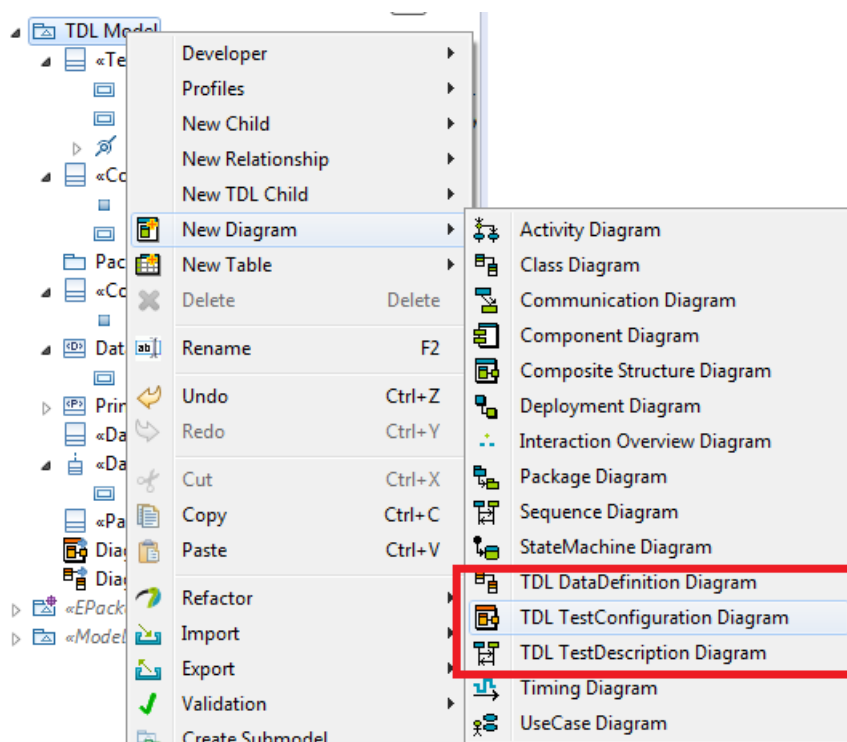 TDL Model
«Te
«Co
Pac
«Co
Dat
Prin
«Da
«Da
«Pa
Diag
Diag
«EPack
«Model
Developer
Profiles
New Child
New Relationship
New TDL Child
New Diagram
New Table
Delete Delete
Rename F2
Undo Ctrl+Z
Redo Ctrl+Y
Cut Ctrl+X
Copy Ctrl+C
Paste Ctrl+V
Refactor
Import
Export
Validation
Create Submodel
Activity Diagram
Class Diagram
Communication Diagram
Component Diagram
Composite Structure Diagram
Deployment Diagram
Interaction Overview Diagram
Package Diagram
Sequence Diagram
StateMachine Diagram
TDL DataDefinition Diagram
TDL TestConfiguration Diagram
TDL TestDescription Diagram
Timing Diagram
UseCase Diagram